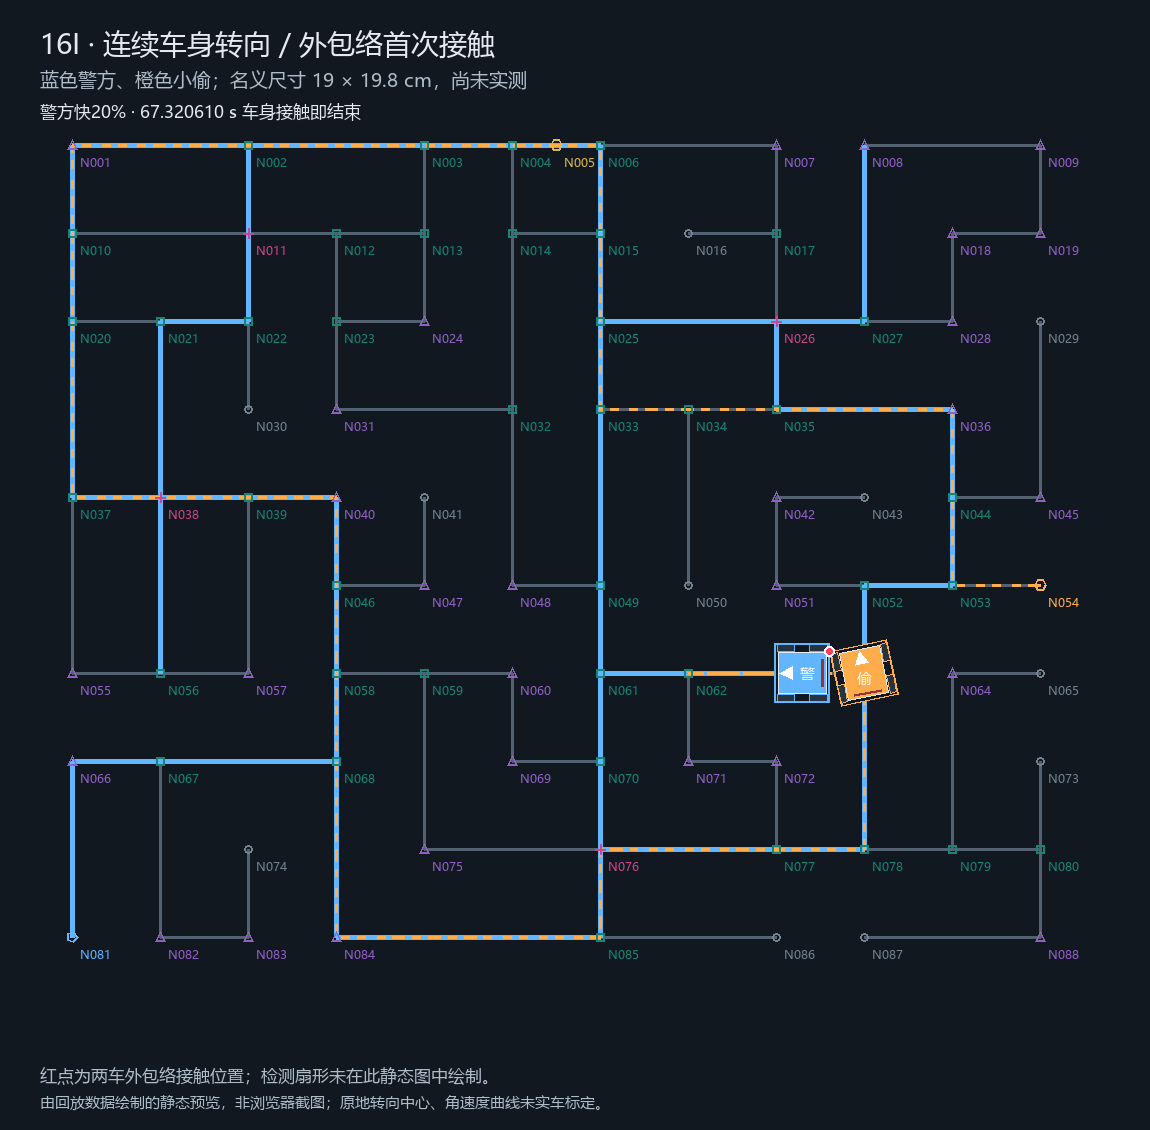 16I · 连续车身转向 / 外包络首次接触
蓝色警方、橙色小偷；名义尺寸 19 × 19.8 cm，尚未实测
警方快20% · 67.320610 s 车身接触即结束
N001 N002 N003 N004 N005 N006 N007 N008 N009
N010 N011 N012 N013 N014 N015 N016 N017 N018 N019
N020 N021 N022 N023 N024 N025 N026 N027 N028 N029
N030 N031 N032 N033 N034 N035 N036
N037 N038 N039 N040 N041 N042 N043 N044 N045
N046 N047 N048 N049 N050 N051 N052 N053 N054
警 偷
N055 N056 N057 N058 N059 N060 N061 N062 N064 N065
N066 N067 N068 N069 N070 N071 N072 N073
N074 N075 N076 N077 N078 N079 N080
N081 N082 N083 N084 N085 N086 N087 N088
红点为两车外包络接触位置；检测扇形未在此静态图中绘制。
由回放数据绘制的静态预览，非浏览器截图；原地转向中心、角速度曲线未实车标定。